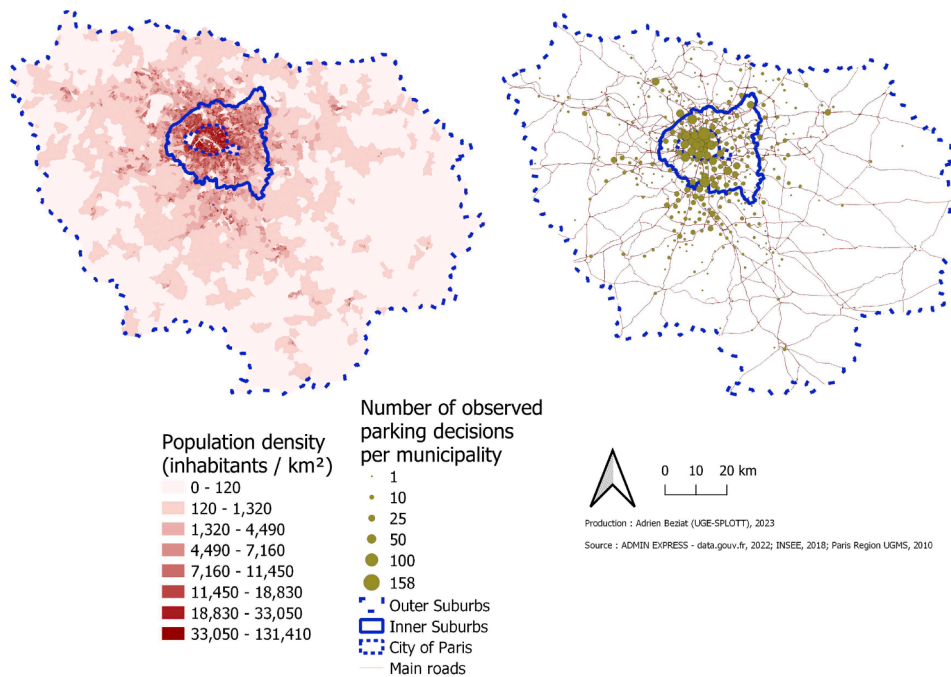 Population density
(inhabitants / km²)
0 - 120
120 - 1,320
1,320 - 4,490
4,490 - 7,160
7,160 - 11,450
11,450 - 18,830
18,830 - 33,050
33,050 - 131,410
Number of observed
parking decisions
per municipality
1
10
25
50
100
158
Outer Suburbs
Inner Suburbs
City of Paris
Main roads
0 10 20 km
Production : Adrien Beziat (UGE-SPLOTT), 2023
Source : ADMIN EXPRESS - data.gouv.fr, 2022; INSEE, 2018; Paris Region UGMS, 2010